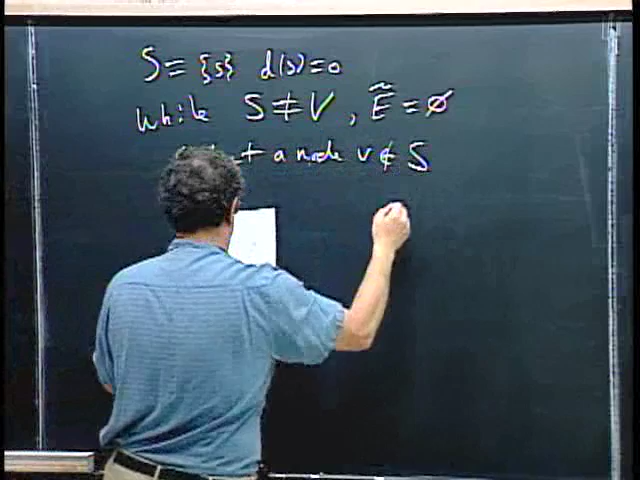 S = {s} d(s) = 0
While S ≠ V, Ẽ = ∅
a node v ∉ S